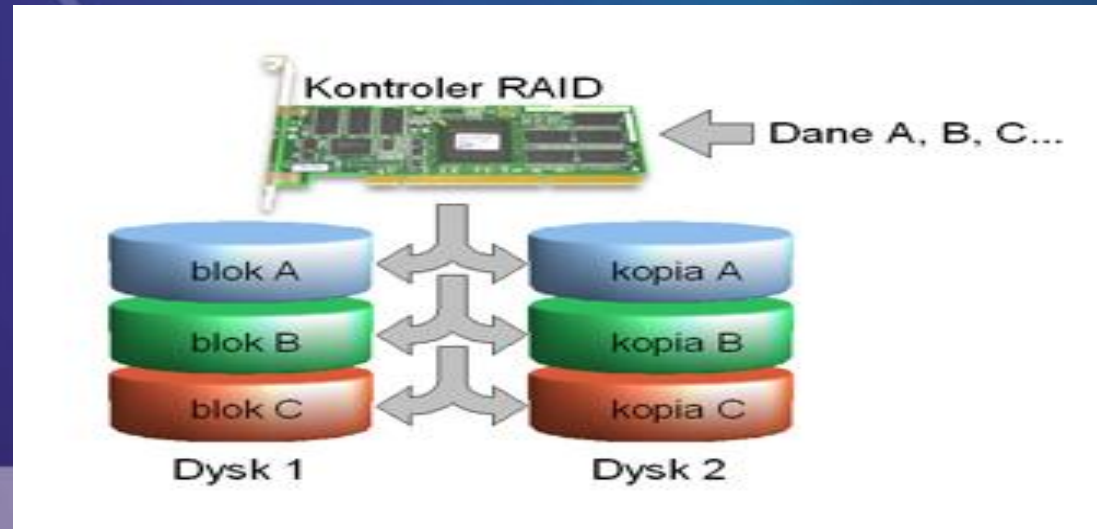 Kontroler RAID
Dane A, B, C...
blok A
kopia A
blok B
kopia B
blok C
kopia C
Dysk 1
Dysk 2